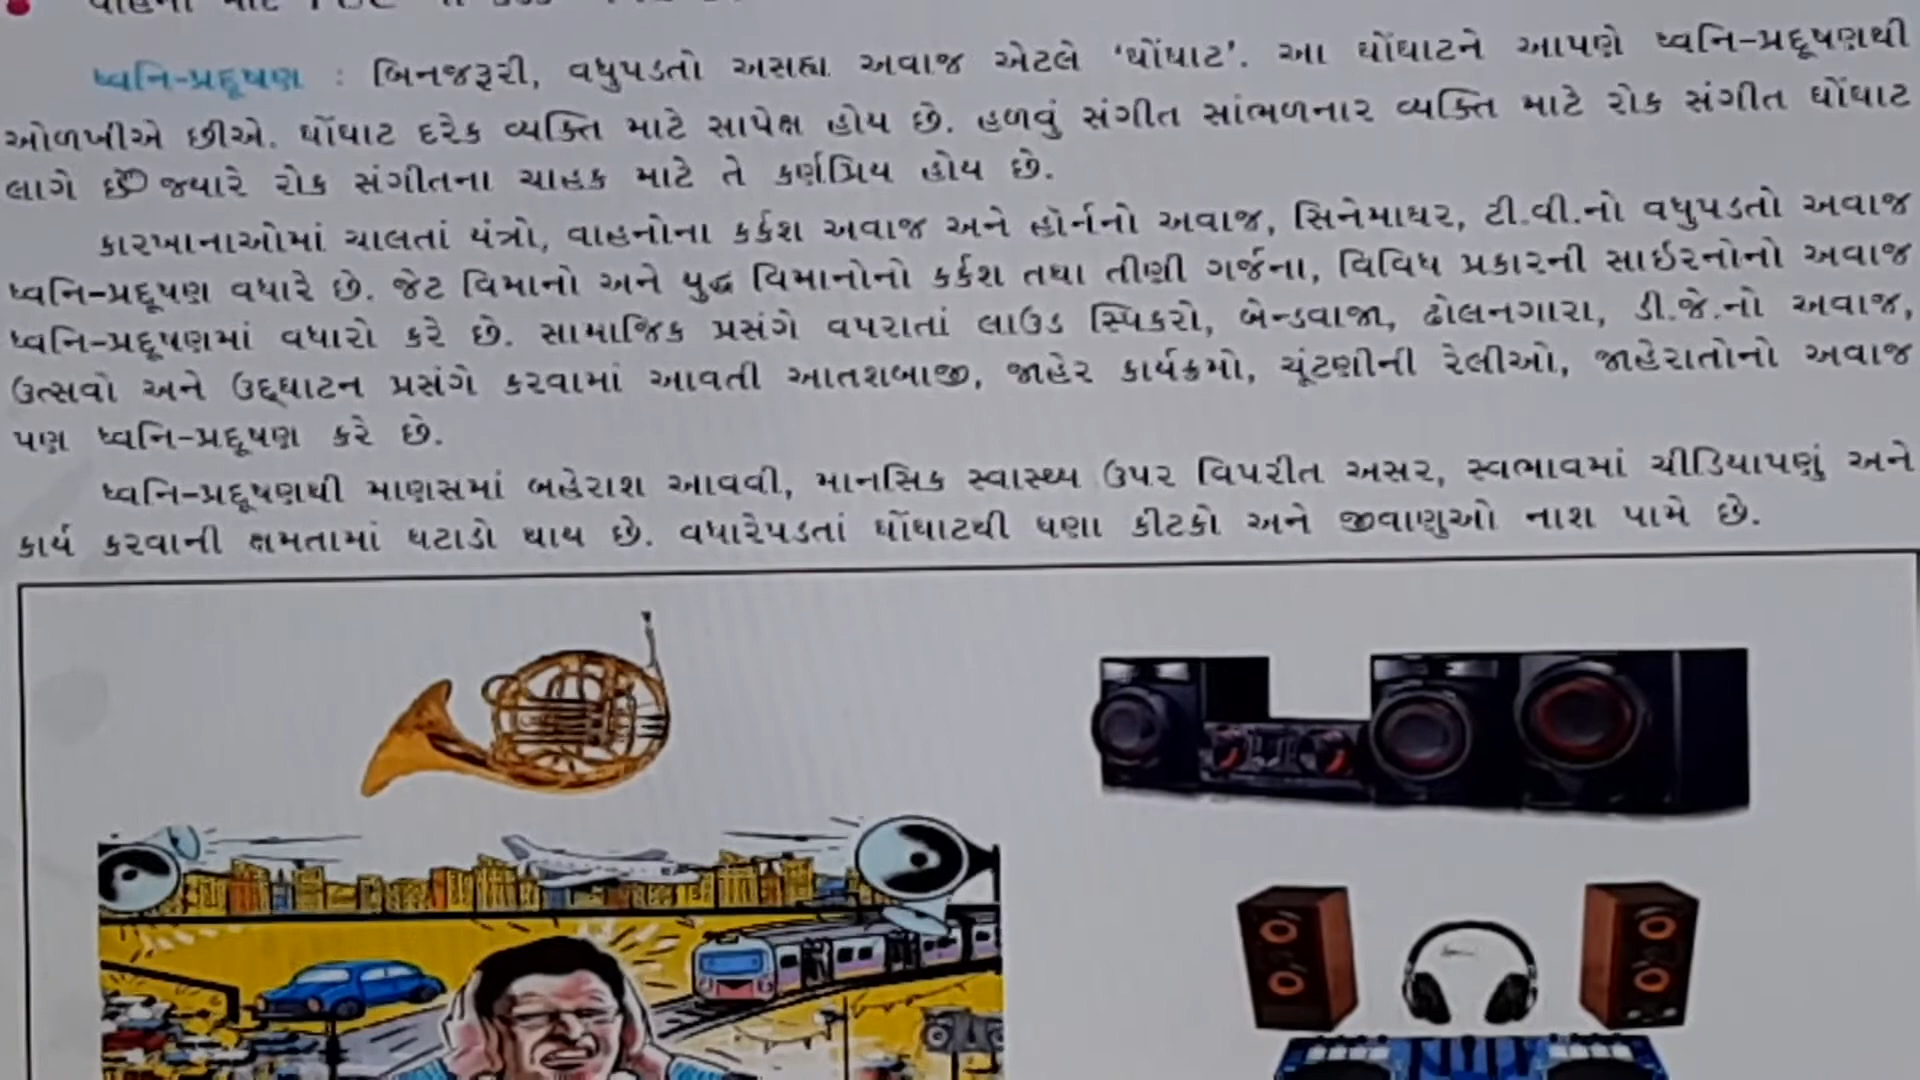 ધ્વનિ-પ્રદૂષણ : બિનજરૂરી, વધુપડતો અસહ્ય અવાજ એટલે ‘ઘોંઘાટ’. આ ઘોંઘાટને આપણે ધ્વનિ-પ્રદૂષણથી
ઓળખીએ છીએ. ઘોંઘાટ દરેક વ્યક્તિ માટે સાપેક્ષ હોય છે. હળવું સંગીત સાંભળનાર વ્યક્તિ માટે રોક સંગીત ઘોંઘાટ
લાગે છે જ્યારે રોક સંગીતના ચાહક માટે તે કર્ણપ્રિય હોય છે.
કારખાનાઓમાં ચાલતાં યંત્રો, વાહનોના કર્કશ અવાજ અને હૉર્નનો અવાજ, સિનેમાઘર, ટી.વી.નો વધુપડતો અવાજ
ધ્વનિ-પ્રદૂષણ વધારે છે. જેટ વિમાનો અને યુદ્ધ વિમાનોનો કર્કશ તથા તીણી ગર્જના, વિવિધ પ્રકારની સાઇરનોનો અવાજ
ધ્વનિ-પ્રદૂષણમાં વધારો કરે છે. સામાજિક પ્રસંગે વપરાતાં લાઉડ સ્પિકરો, બેન્ડવાજા, ઢોલનગારા, ડી.જે.નો અવાજ,
ઉત્સવો અને ઉદ્ઘાટન પ્રસંગે કરવામાં આવતી આતશબાજી, જાહેર કાર્યક્રમો, ચૂંટણીની રેલીઓ, જાહેરાતોનો અવાજ
પણ ધ્વનિ-પ્રદૂષણ કરે છે.
ધ્વનિ-પ્રદૂષણથી માણસમાં બહેરાશ આવવી, માનસિક સ્વાસ્થ્ય ઉપર વિપરીત અસર, સ્વભાવમાં ચીડિયાપણું અને
કાર્ય કરવાની ક્ષમતામાં ઘટાડો થાય છે. વધારેપડતાં ઘોંઘાટથી ઘણા કીટકો અને જીવાણુઓ નાશ પામે છે.